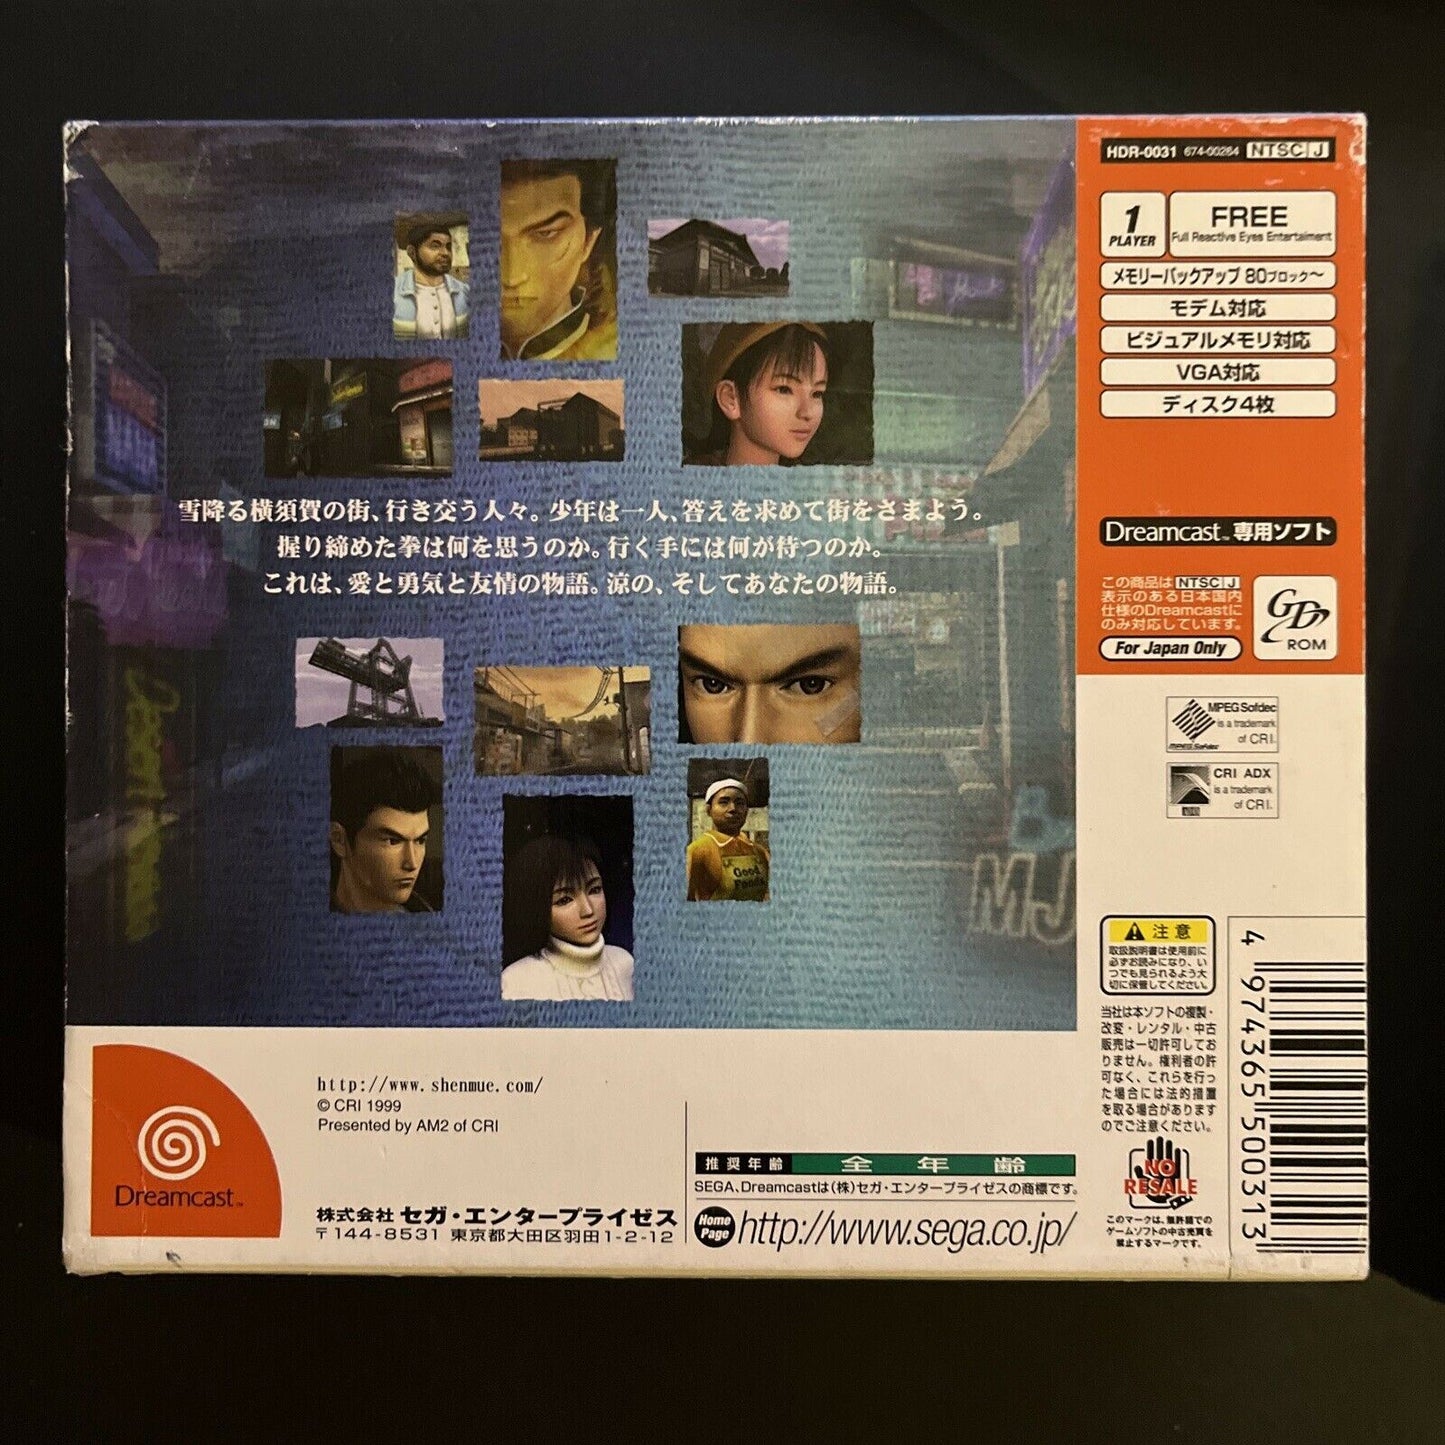 HDR-0031 674-00264 NTSC J
1
PLAYER
FREE
Full Reactive Eyes Entertaiment
メモリーバックアップ 80ブロック〜
モデム対応
ビジュアルメモリ対応
VGA対応
ディスク4枚
雪降る横須賀の街、行き交う人々。少年は一人、答えを求めて街をさまよう。
握り締めた拳は何を思うのか。行く手には何が待つのか。
これは、愛と勇気と友情の物語。涼の、そしてあなたの物語。
Good
Foods
MJ
Dreamcast™ 専用ソフト
この商品は NTSC J
表示のある日本国内
仕様のDreamcastに
のみ対応しています。
For Japan Only
GD
ROM
MPEG Sofdec
is a trademark
of CRI.
MPEG Sofdec
CRI ADX
is a trademark
of CRI.
注意
取扱説明書は使用前に
必ずお読みになり、い
つでも見られるよう大
切に保管してください。
当社は本ソフトの複製・
改変・レンタル・中古
販売は一切許可してお
りません。権利者の許
可なく、これらを行っ
た場合には法的措置
を取る場合があります
のでご注意ください。
NO
RESALE
このマークは、無許諾での
ゲームソフトの中古売買を
禁止するマークです。
4 974365 500313
Dreamcast™
http://www.shenmue.com/
© CRI 1999
Presented by AM2 of CRI
株式会社 セガ・エンタープライゼス
〒144-8531 東京都大田区羽田1-2-12
推奨年齢 全年齢
SEGA、Dreamcastは(株)セガ・エンタープライゼスの商標です。
Home
Page
http://www.sega.co.jp/